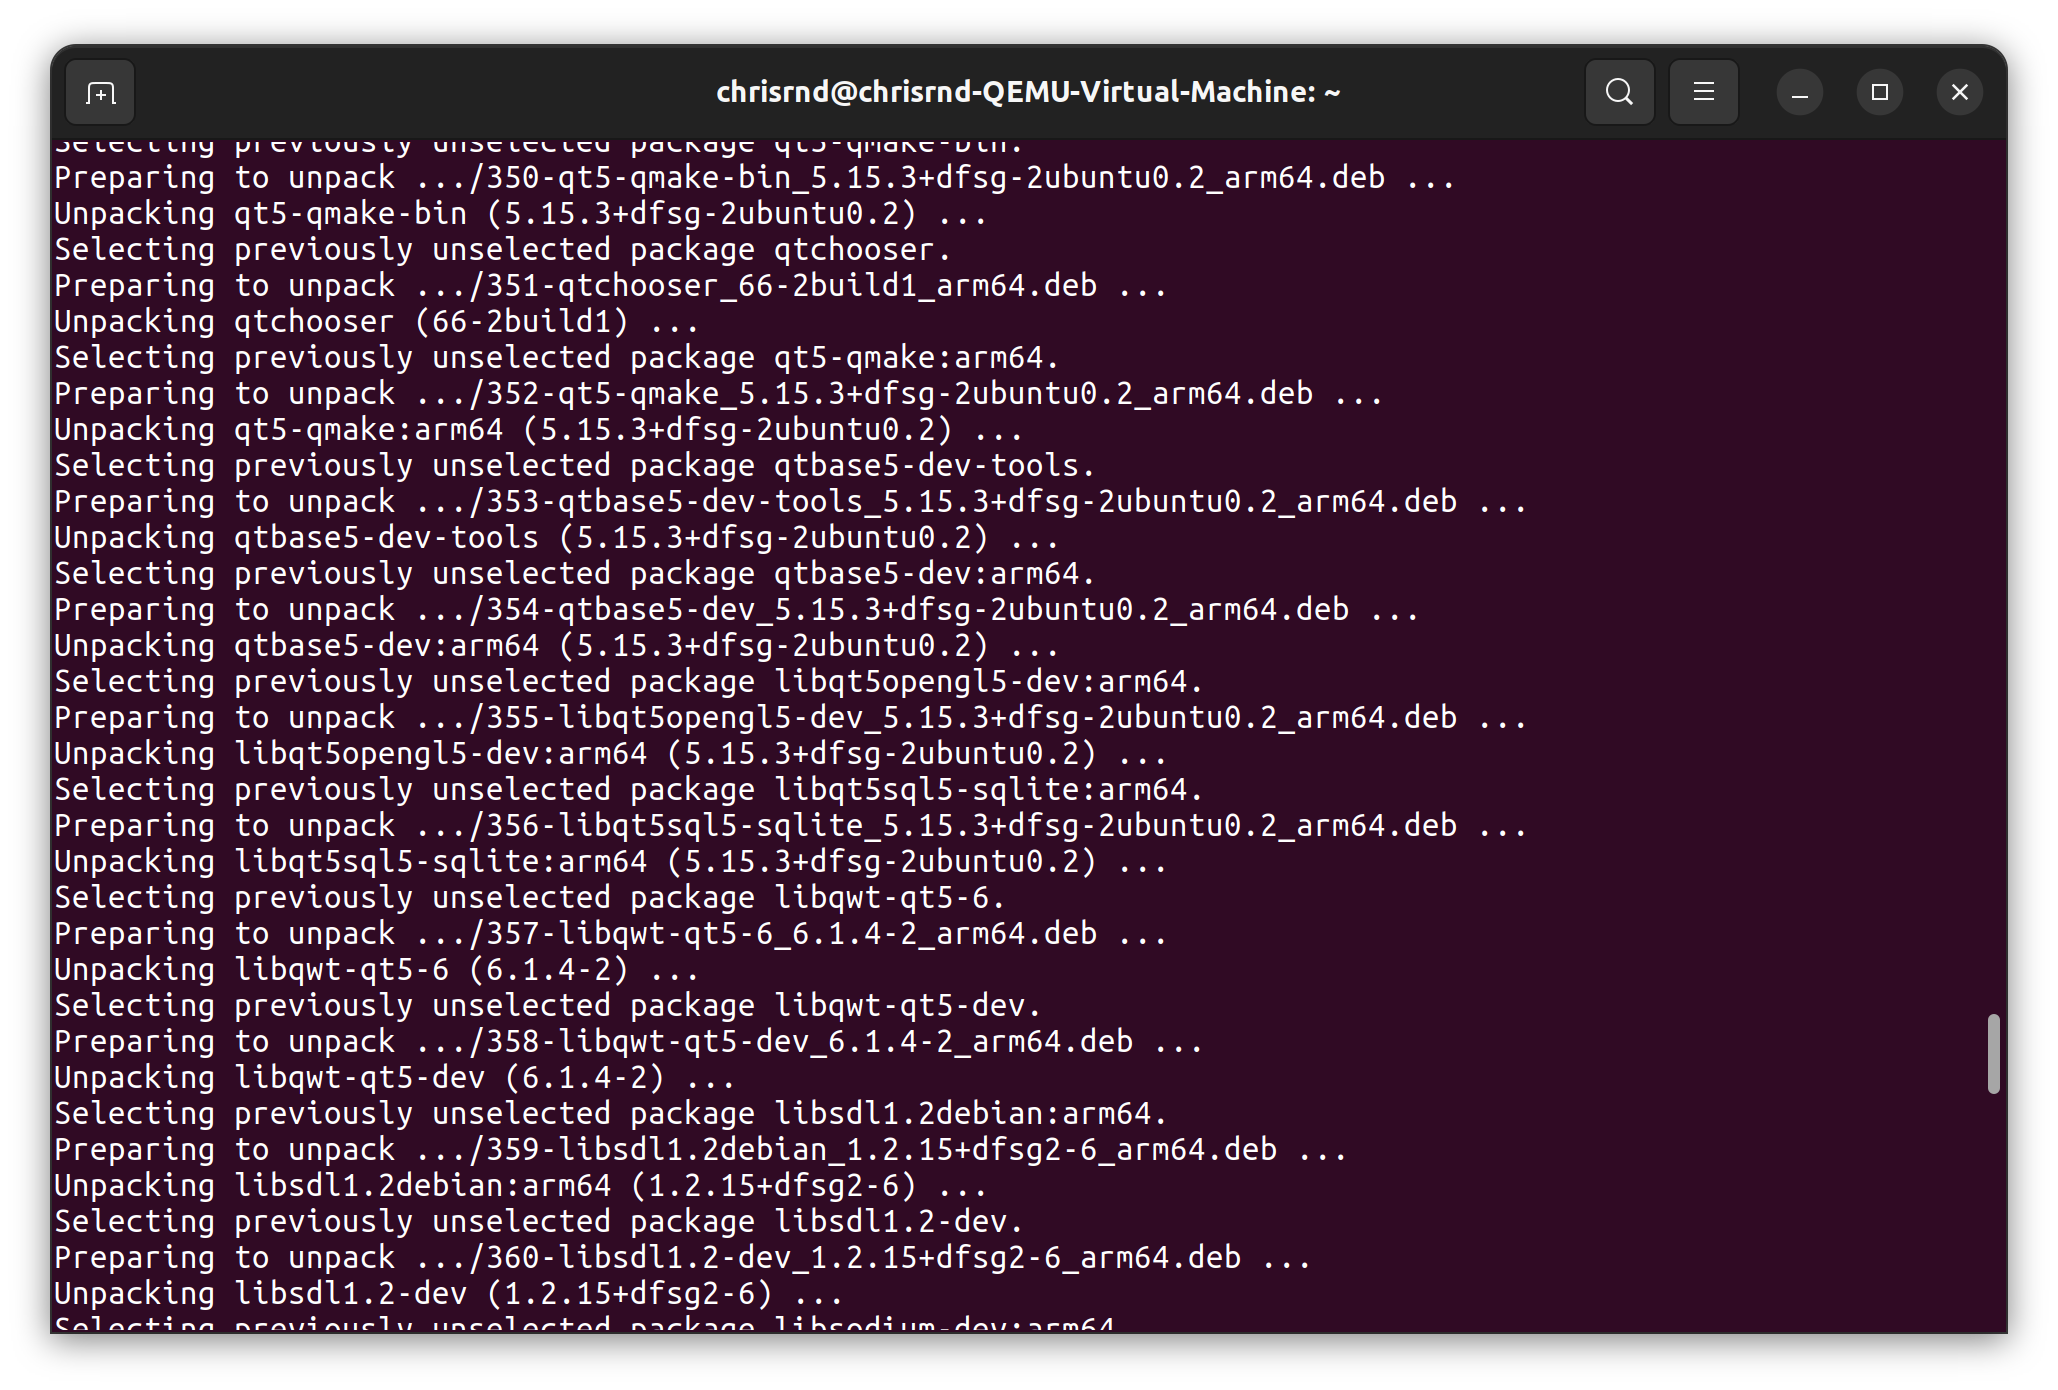 chrisrnd@chrisrnd-QEMU-Virtual-Machine: ~
Selecting previously unselected package qt5-qmake-bin.
Preparing to unpack .../350-qt5-qmake-bin_5.15.3+dfsg-2ubuntu0.2_arm64.deb ...
Unpacking qt5-qmake-bin (5.15.3+dfsg-2ubuntu0.2) ...
Selecting previously unselected package qtchooser.
Preparing to unpack .../351-qtchooser_66-2build1_arm64.deb ...
Unpacking qtchooser (66-2build1) ...
Selecting previously unselected package qt5-qmake:arm64.
Preparing to unpack .../352-qt5-qmake_5.15.3+dfsg-2ubuntu0.2_arm64.deb ...
Unpacking qt5-qmake:arm64 (5.15.3+dfsg-2ubuntu0.2) ...
Selecting previously unselected package qtbase5-dev-tools.
Preparing to unpack .../353-qtbase5-dev-tools_5.15.3+dfsg-2ubuntu0.2_arm64.deb ...
Unpacking qtbase5-dev-tools (5.15.3+dfsg-2ubuntu0.2) ...
Selecting previously unselected package qtbase5-dev:arm64.
Preparing to unpack .../354-qtbase5-dev_5.15.3+dfsg-2ubuntu0.2_arm64.deb ...
Unpacking qtbase5-dev:arm64 (5.15.3+dfsg-2ubuntu0.2) ...
Selecting previously unselected package libqt5opengl5-dev:arm64.
Preparing to unpack .../355-libqt5opengl5-dev_5.15.3+dfsg-2ubuntu0.2_arm64.deb ...
Unpacking libqt5opengl5-dev:arm64 (5.15.3+dfsg-2ubuntu0.2) ...
Selecting previously unselected package libqt5sql5-sqlite:arm64.
Preparing to unpack .../356-libqt5sql5-sqlite_5.15.3+dfsg-2ubuntu0.2_arm64.deb ...
Unpacking libqt5sql5-sqlite:arm64 (5.15.3+dfsg-2ubuntu0.2) ...
Selecting previously unselected package libqwt-qt5-6.
Preparing to unpack .../357-libqwt-qt5-6_6.1.4-2_arm64.deb ...
Unpacking libqwt-qt5-6 (6.1.4-2) ...
Selecting previously unselected package libqwt-qt5-dev.
Preparing to unpack .../358-libqwt-qt5-dev_6.1.4-2_arm64.deb ...
Unpacking libqwt-qt5-dev (6.1.4-2) ...
Selecting previously unselected package libsdl1.2debian:arm64.
Preparing to unpack .../359-libsdl1.2debian_1.2.15+dfsg2-6_arm64.deb ...
Unpacking libsdl1.2debian:arm64 (1.2.15+dfsg2-6) ...
Selecting previously unselected package libsdl1.2-dev.
Preparing to unpack .../360-libsdl1.2-dev_1.2.15+dfsg2-6_arm64.deb ...
Unpacking libsdl1.2-dev (1.2.15+dfsg2-6) ...
Selecting previously unselected package libsodium-dev:arm64